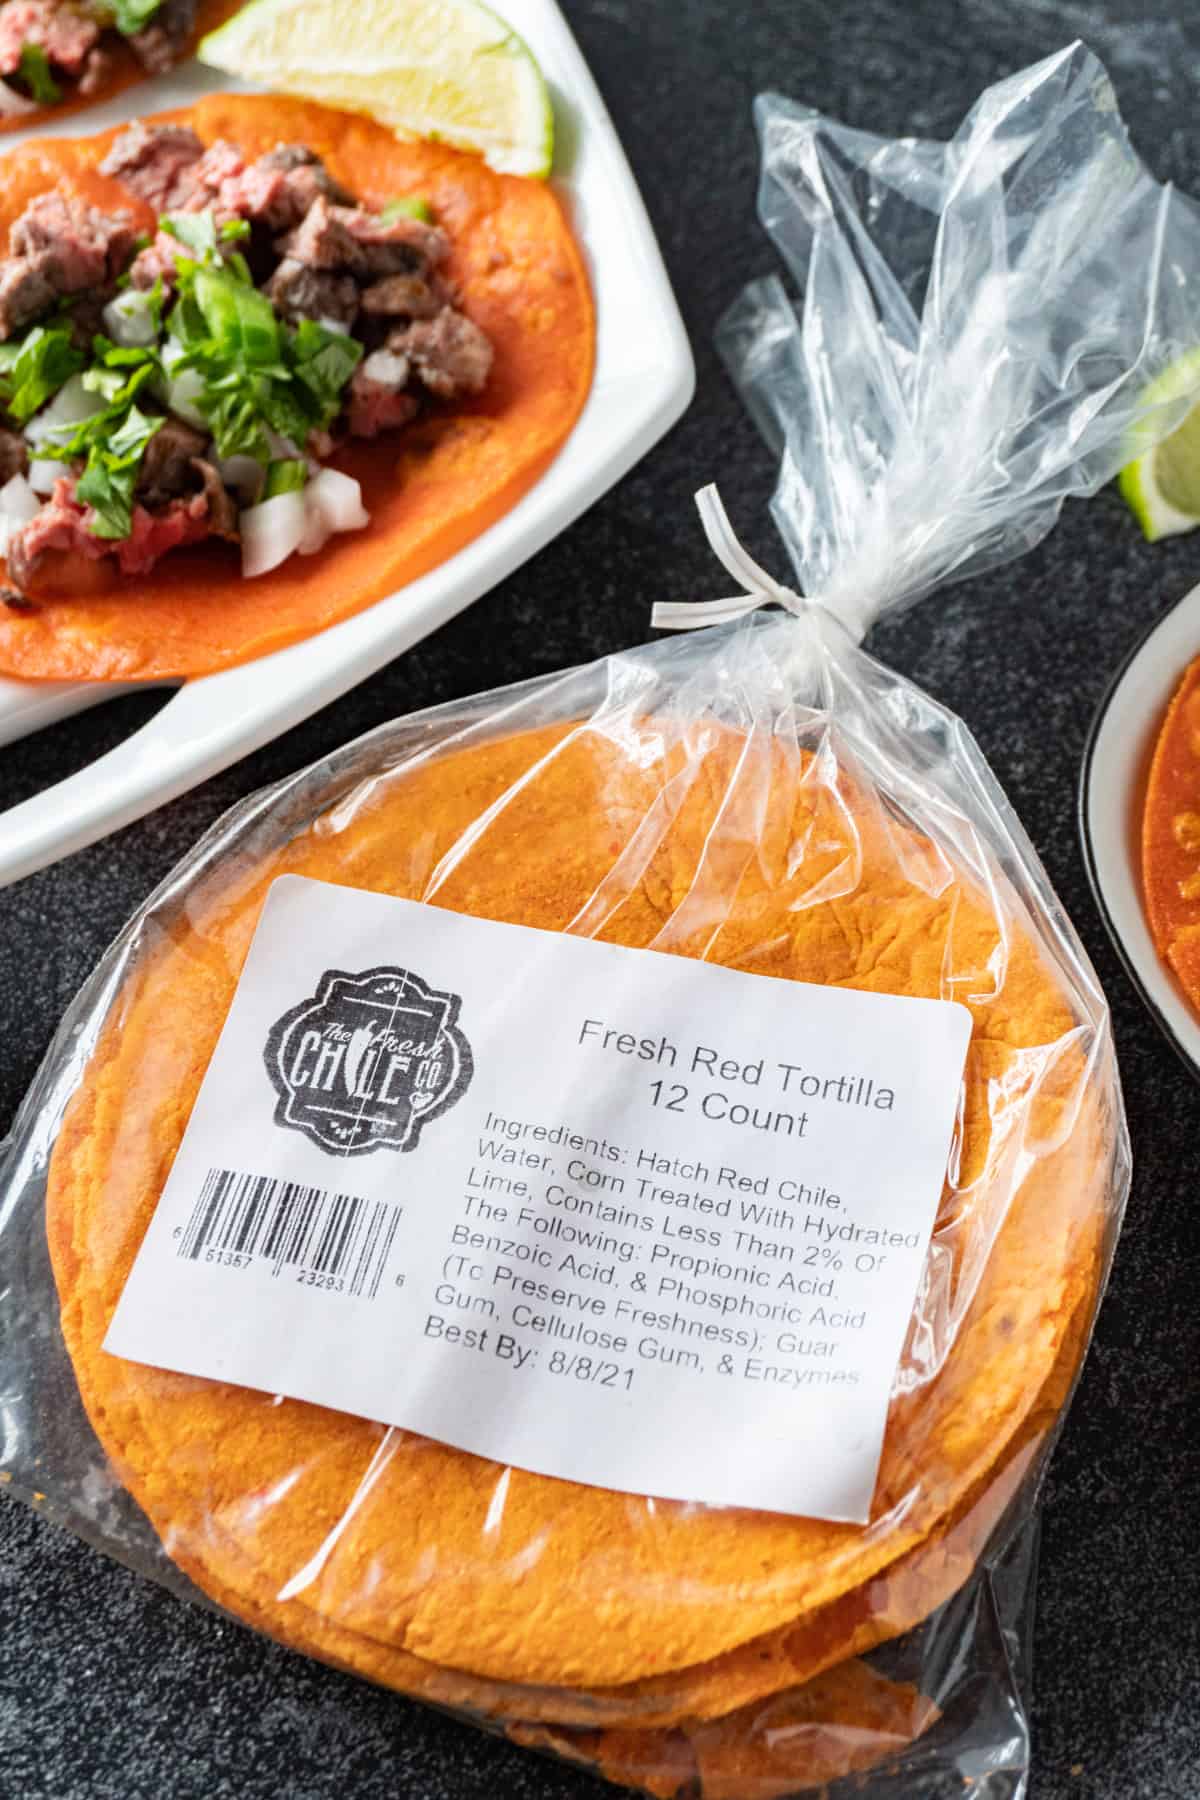 The Fresh
CHILE CO.
Fresh Red Tortilla
12 Count
Ingredients: Hatch Red Chile,
Water, Corn Treated With Hydrated
Lime, Contains Less Than 2% Of
The Following: Propionic Acid,
Benzoic Acid, & Phosphoric Acid
(To Preserve Freshness); Guar
Gum, Cellulose Gum, & Enzymes
Best By: 8/8/21
6 51357 23293 6